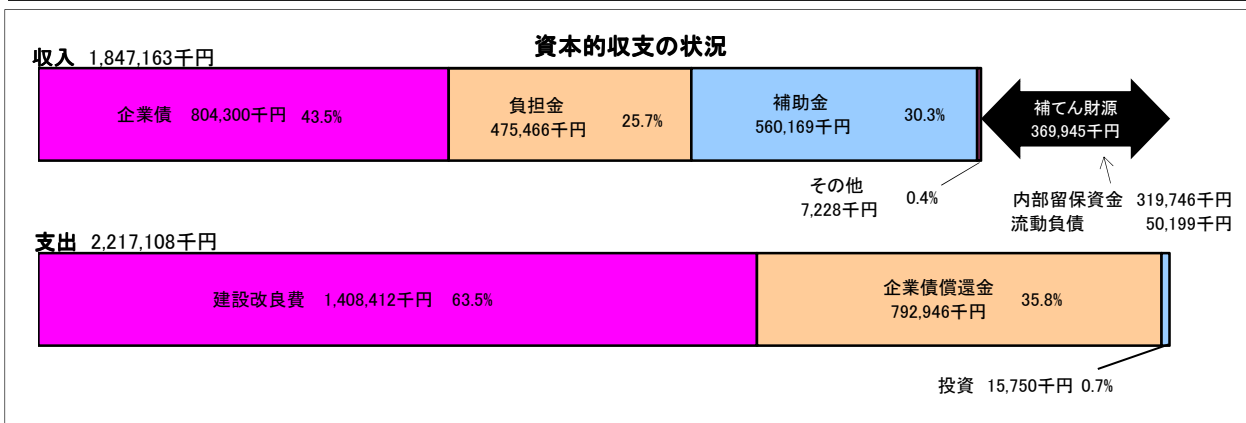 資本的収支の状況
収入 1,847,163千円
企業債 804,300千円 43.5%
負担金
475,466千円 25.7%
補助金
560,169千円 30.3%
補てん財源
369,945千円
その他
7,228千円 0.4%
内部留保資金 319,746千円
流動負債 50,199千円
支出 2,217,108千円
建設改良費 1,408,412千円 63.5%
企業債償還金
792,946千円 35.8%
投資 15,750千円 0.7%